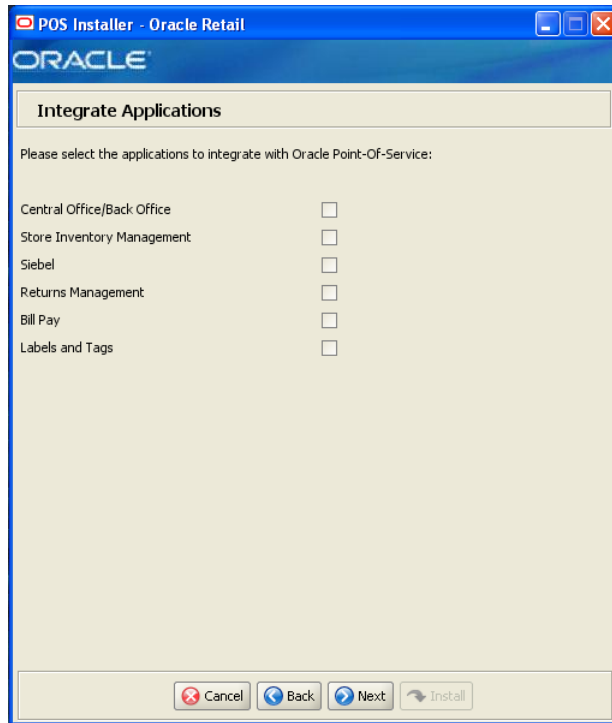 POS Installer - Oracle Retail
ORACLE
Integrate Applications
Please select the applications to integrate with Oracle Point-Of-Service:
Central Office/Back Office
Store Inventory Management
Siebel
Returns Management
Bill Pay
Labels and Tags
Cancel Back Next Install